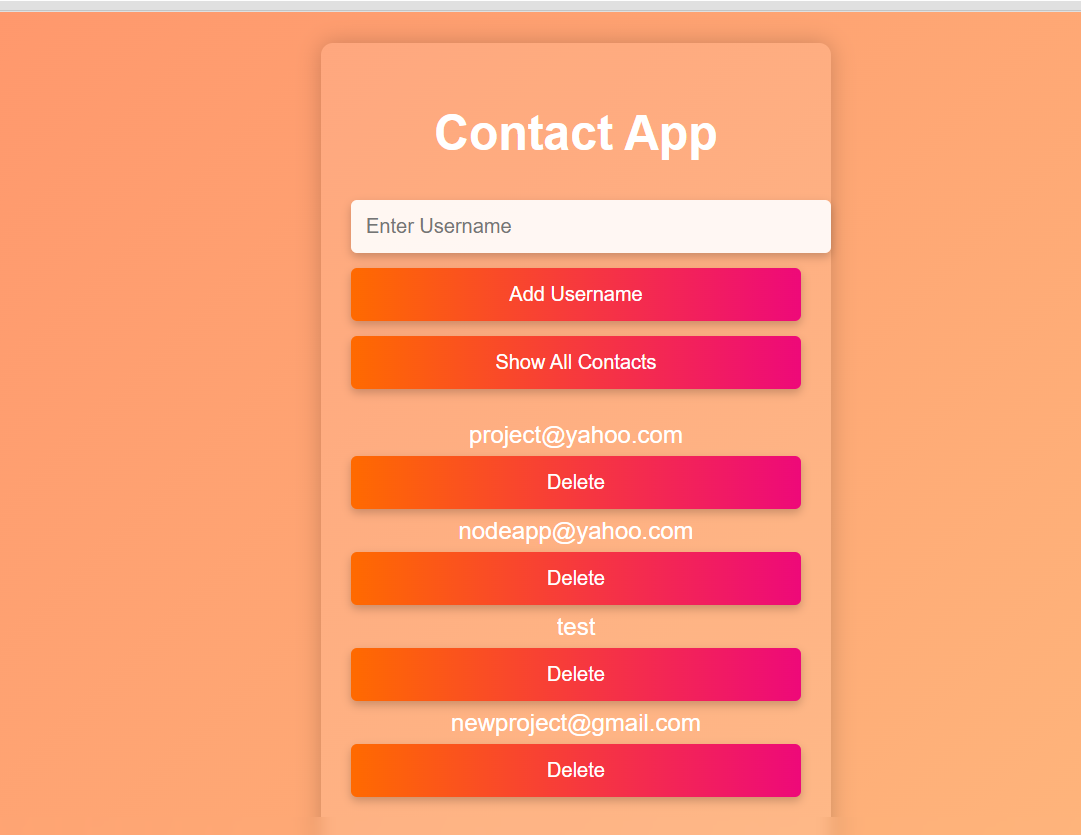 Contact App
Enter Username
Add Username
Show All Contacts
project@yahoo.com
Delete
nodeapp@yahoo.com
Delete
test
Delete
newproject@gmail.com
Delete